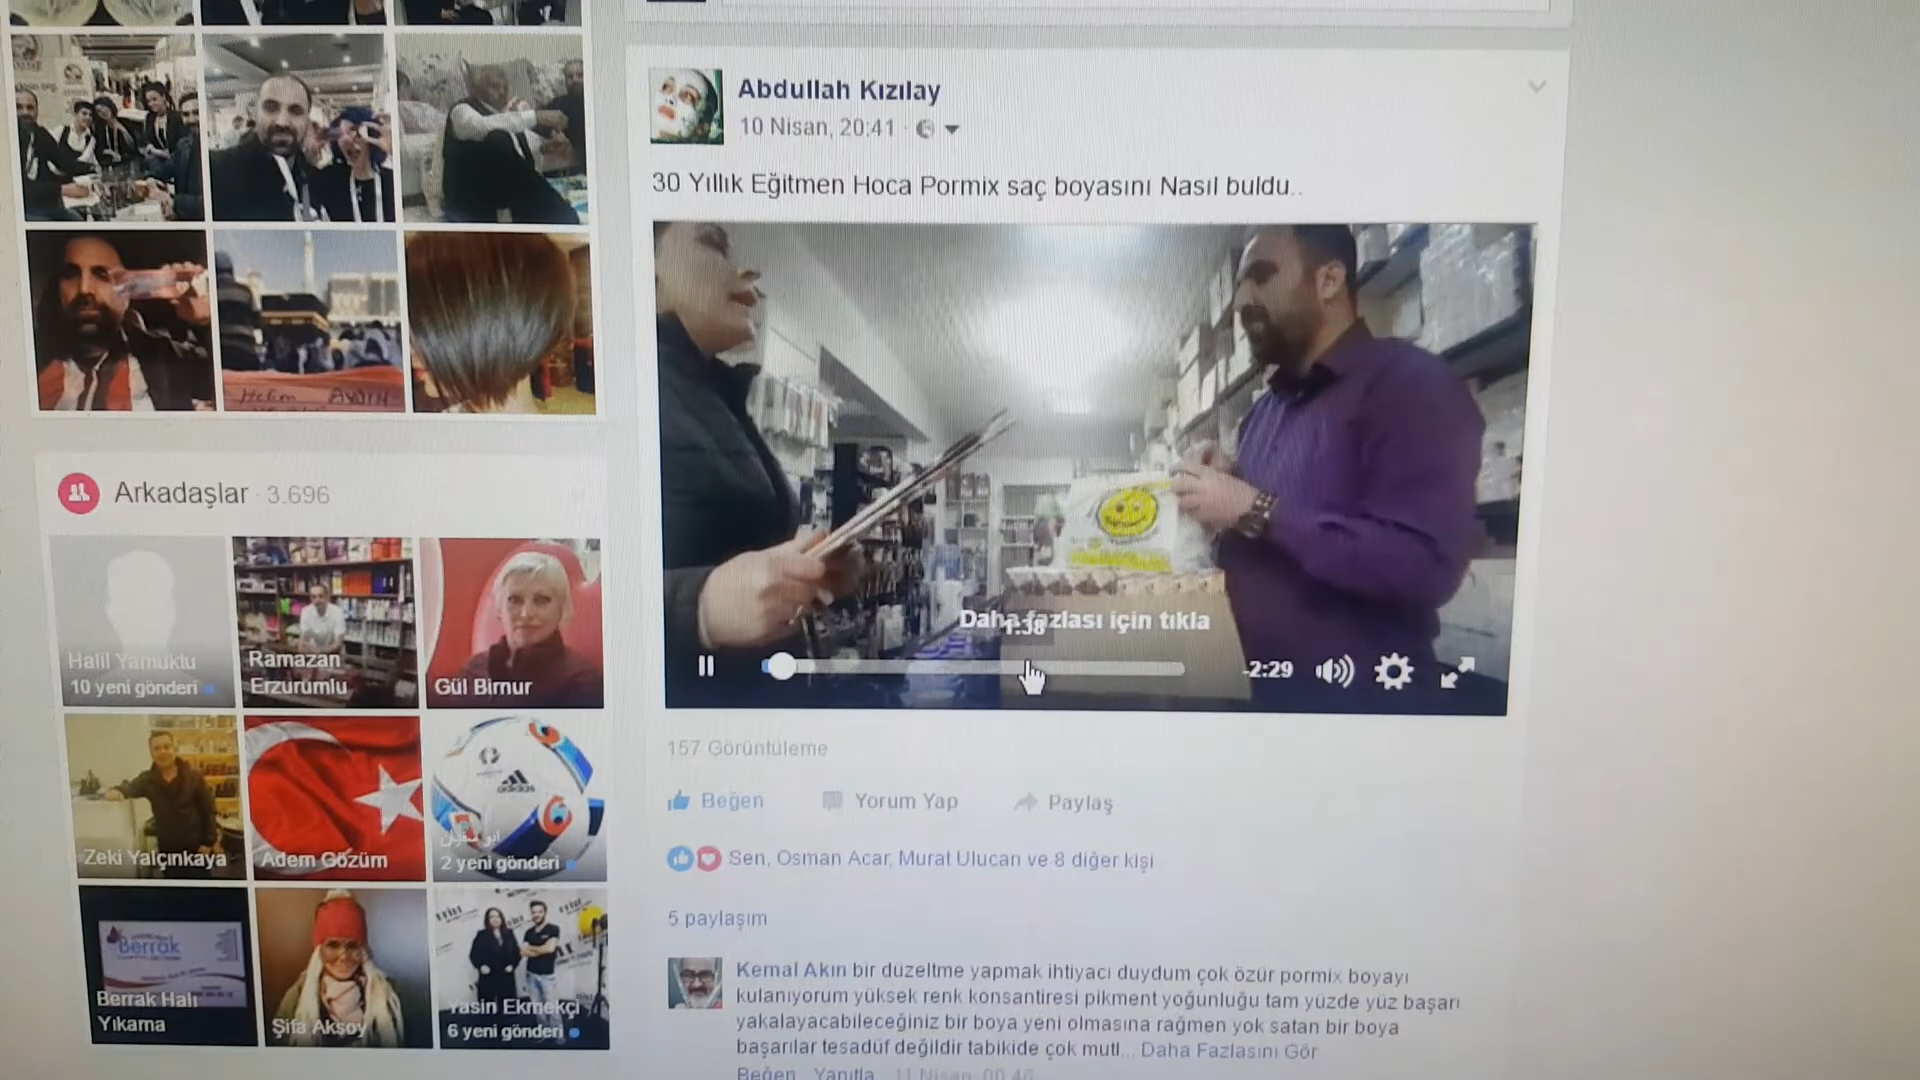 Abdullah Kızılay
10 Nisan, 20:41
30 Yıllık Eğitmen Hoca Pormix saç boyasını Nasıl buldu..
Daha fazlası için tıkla
1:38
-2:29
157 Görüntüleme
Beğen Yorum Yap Paylaş
Sen, Osman Acar, Murat Ulucan ve 8 diğer kişi
5 paylaşım
Kemal Akın bir düzeltme yapmak ihtiyacı duydum çok özür pormix boyayı
kulanıyorum yüksek renk konsantiresi pikment yoğunluğu tam yüzde yüz başarı
yakalayacabileceğiniz bir boya yeni olmasına rağmen yok satan bir boya
başarılar tesadüf değildir tabikide çok mutl... Daha Fazlasını Gör
Beğen Yanıtla 11 Nisan, 00:46
Arkadaşlar · 3.696
Halil Yamuktu
10 yeni gönderi
Ramazan
Erzurumlu
Gül Birnur
Zeki Yalçınkaya
Adem Gözüm
2 yeni gönderi
adidas
Berrak
Berrak Halı
Yıkama
Şifa Aksoy
Yasin Ekmekçi
6 yeni gönderi